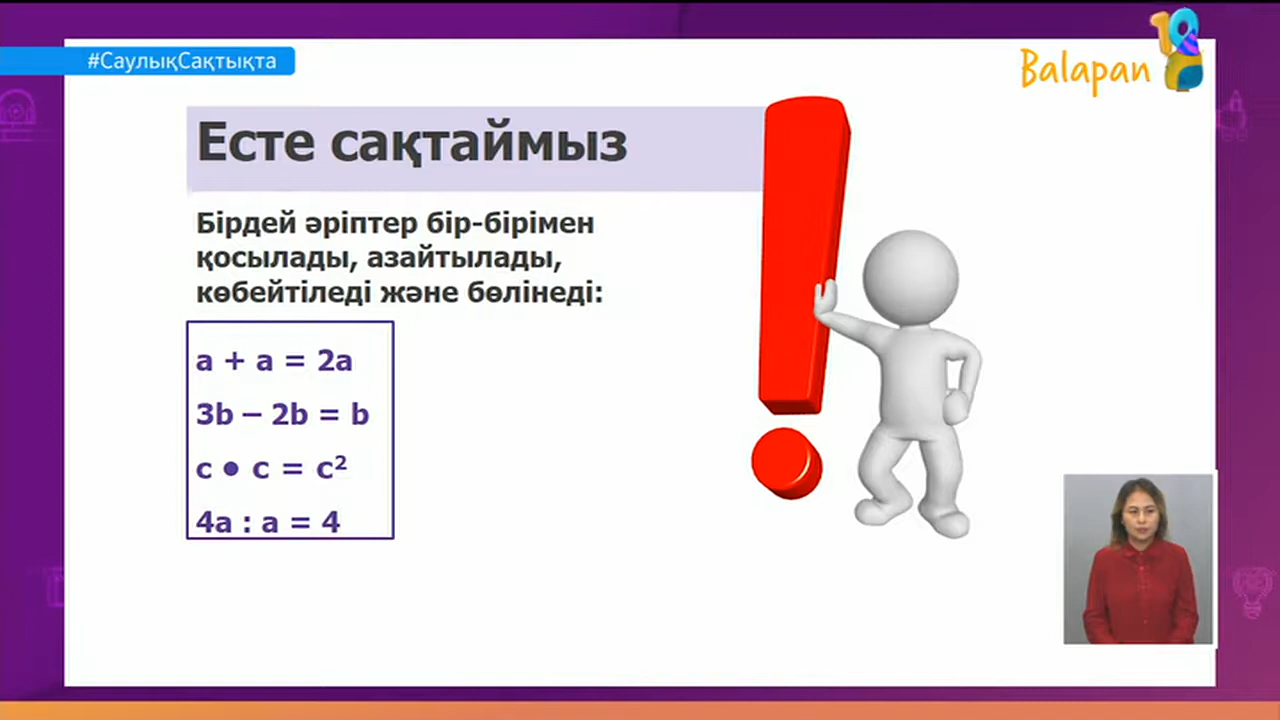 #СаулықСақтықта
Balapan
10
Есте сақтаймыз
Бірдей әріптер бір-бірімен
қосылады, азайтылады,
көбейтіледі және бөлінеді:
a + a = 2a
3b – 2b = b
c • c = c²
4a : a = 4